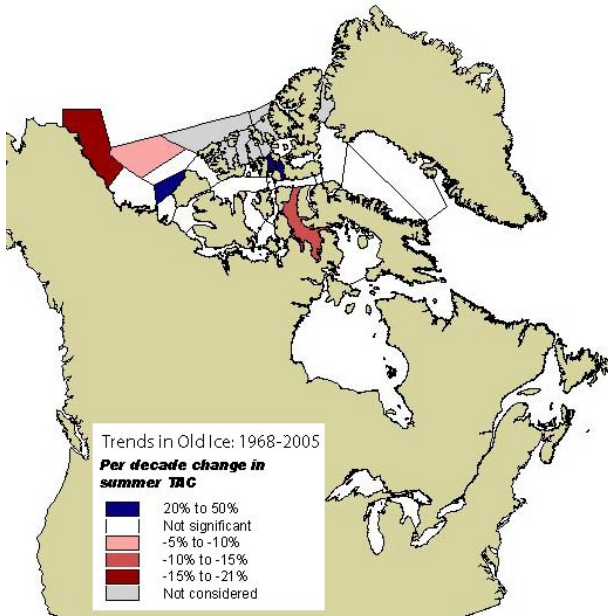 Trends in Old Ice: 1968-2005
Per decade change in
summer TAC
20% to 50%
Not significant
-5% to -10%
-10% to -15%
-15% to -21%
Not considered